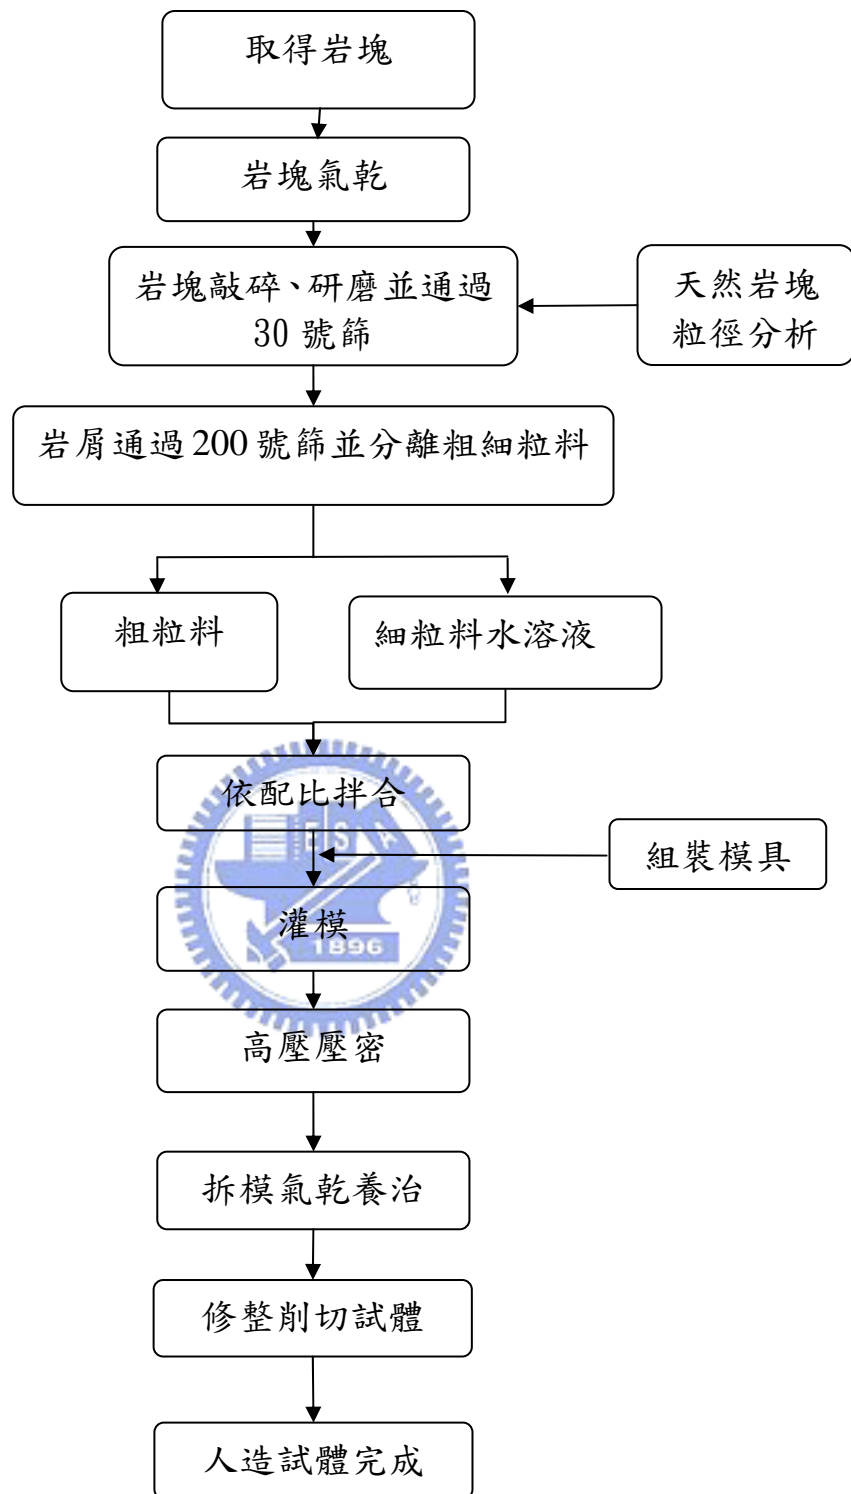 取得岩塊
岩塊氣乾
岩塊敲碎、研磨並通過
30 號篩
天然岩塊
粒徑分析
岩屑通過 200 號篩並分離粗細粒料
粗粒料
細粒料水溶液
依配比拌合
E S A
組裝模具
灌模
1896
高壓壓密
拆模氣乾養治
修整削切試體
人造試體完成